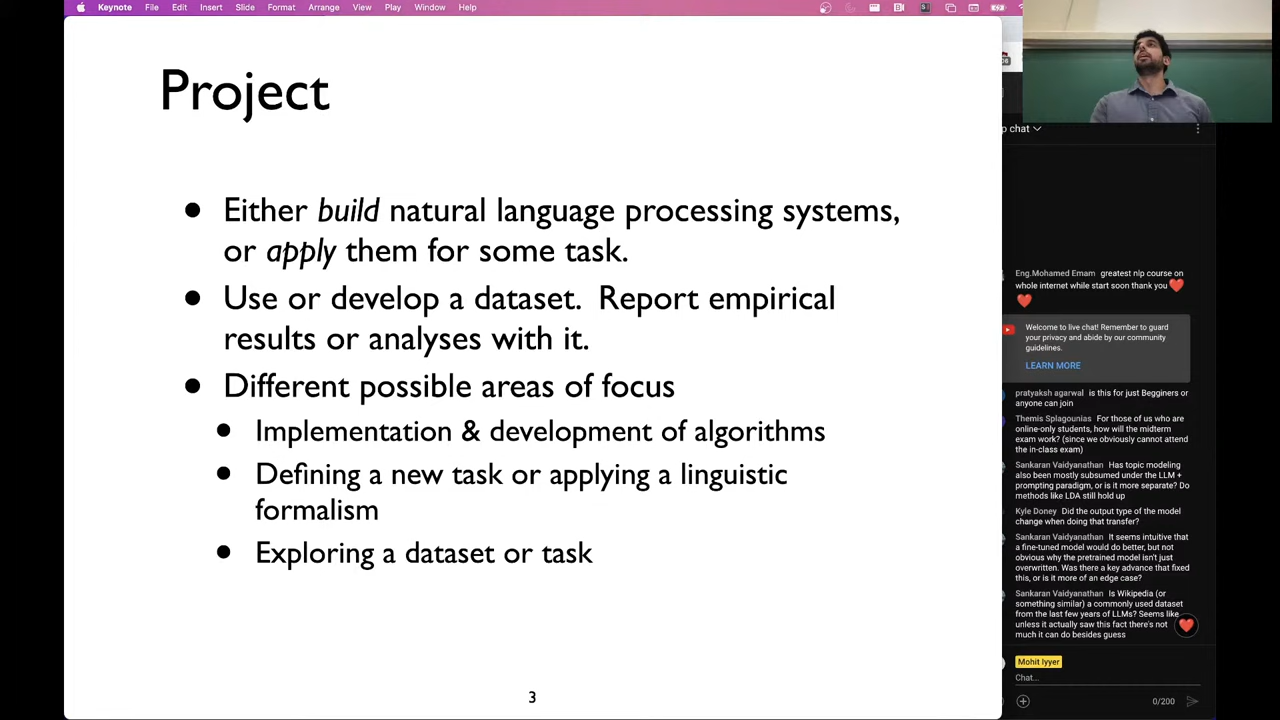 Keynote File Edit Insert Slide Format Arrange View Play Window Help
Project
● Either build natural language processing systems,
or apply them for some task.
● Use or develop a dataset. Report empirical
results or analyses with it.
● Different possible areas of focus
● Implementation & development of algorithms
● Defining a new task or applying a linguistic
formalism
● Exploring a dataset or task
3
p chat
Eng.Mohamed Emam greatest nlp course on
whole internet while start soon thank you❤️
❤️
Welcome to live chat! Remember to guard
your privacy and abide by our community
guidelines.
LEARN MORE
pratyaksh agarwal is this for just Begginers or
anyone can join
Themis Splagounias For those of us who are
online-only students, how will the midterm
exam work? (since we obviously cannot attend
the in-class exam)
Sankaran Vaidyanathan Has topic modeling
also been mostly subsumed under the LLM +
prompting paradigm, or is it more separate? Do
methods like LDA still hold up
Kyle Doney Did the output type of the model
change when doing that transfer?
Sankaran Vaidyanathan It seems intuitive that
a fine-tuned model would do better, but not
obvious why the pretrained model isn't just
overwritten. Was there a key advance that fixed
this, or is it more of an edge case?
Sankaran Vaidyanathan Is Wikipedia (or
something similar) a commonly used dataset
from the last few years of LLMs? Seems like
unless it actually saw this fact there's not
much it can do besides guess
Mohit Iyyer
Chat...
0/200